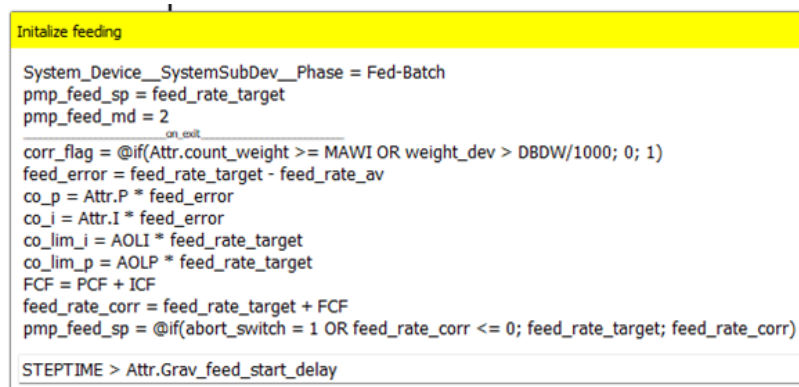 Initalize feeding
System_Device__SystemSubDev__Phase = Fed-Batch
pmp_feed_sp = feed_rate_target
pmp_feed_md = 2
_________________________on_exit_________________________
corr_flag = @if(Attr.count_weight >= MAWI OR weight_dev > DBDW/1000; 0; 1)
feed_error = feed_rate_target - feed_rate_av
co_p = Attr.P * feed_error
co_i = Attr.I * feed_error
co_lim_i = AOLI * feed_rate_target
co_lim_p = AOLP * feed_rate_target
FCF = PCF + ICF
feed_rate_corr = feed_rate_target + FCF
pmp_feed_sp = @if(abort_switch = 1 OR feed_rate_corr <= 0; feed_rate_target; feed_rate_corr)
STEPTIME > Attr.Grav_feed_start_delay